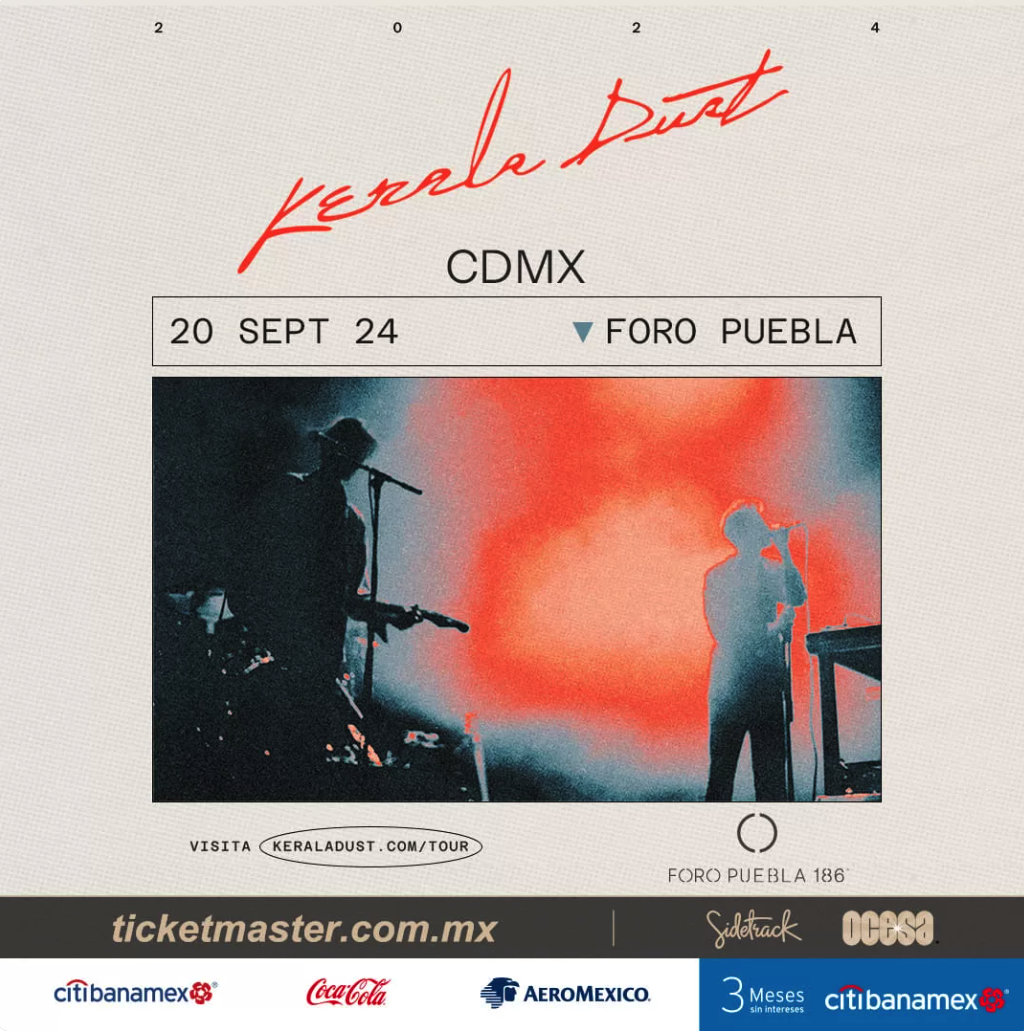 2 0 2 4
Kerala Dust
CDMX
20 SEPT 24 ▼ FORO PUEBLA
VISITA KERALADUST.COM/TOUR
FORO PUEBLA 186°
ticketmaster.com.mx | Sidetrack ocesa.
citibanamex® Coca-Cola AEROMEXICO. 3 Meses sin intereses citibanamex®